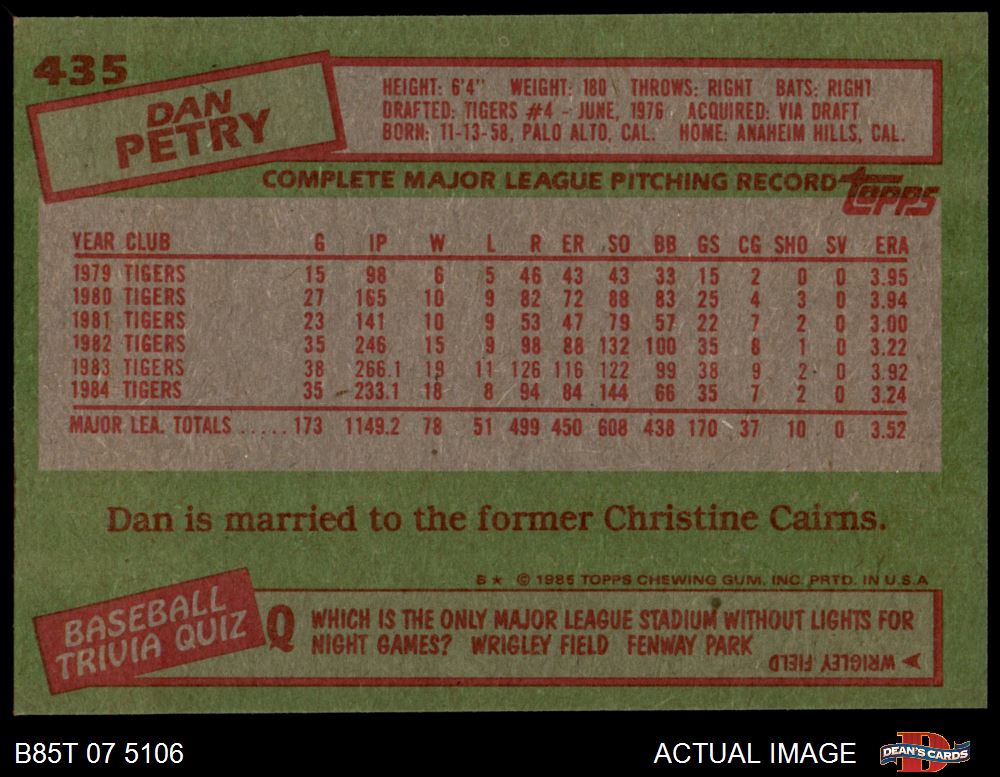 435
DAN
PETRY
HEIGHT: 6'4" WEIGHT: 180 THROWS: RIGHT BATS: RIGHT
DRAFTED: TIGERS #4 - JUNE, 1976 ACQUIRED: VIA DRAFT
BORN: 11-13-58, PALO ALTO, CAL. HOME: ANAHEIM HILLS, CAL.
COMPLETE MAJOR LEAGUE PITCHING RECORD topps
YEAR CLUB G IP W L R ER SO BB GS CG SHO SV ERA
1979 TIGERS 15 98 6 5 46 43 43 33 15 2 0 0 3.95
1980 TIGERS 27 165 10 9 82 72 88 83 25 4 3 0 3.94
1981 TIGERS 23 141 10 9 53 47 79 57 22 7 2 0 3.00
1982 TIGERS 35 246 15 9 98 88 132 100 35 8 1 0 3.22
1983 TIGERS 38 266.1 19 11 126 116 122 99 38 9 2 0 3.92
1984 TIGERS 35 233.1 18 8 94 84 144 66 35 7 2 0 3.24
MAJOR LEA. TOTALS ..... 173 1149.2 78 51 499 450 608 438 170 37 10 0 3.52
Dan is married to the former Christine Cairns.
B ★ © 1985 TOPPS CHEWING GUM, INC. PRTD. IN U.S.A
BASEBALL
TRIVIA QUIZ
Q WHICH IS THE ONLY MAJOR LEAGUE STADIUM WITHOUT LIGHTS FOR
NIGHT GAMES? WRIGLEY FIELD FENWAY PARK
WRIGLEY FIELD
B85T 07 5106
ACTUAL IMAGE
DEAN'S CARDS